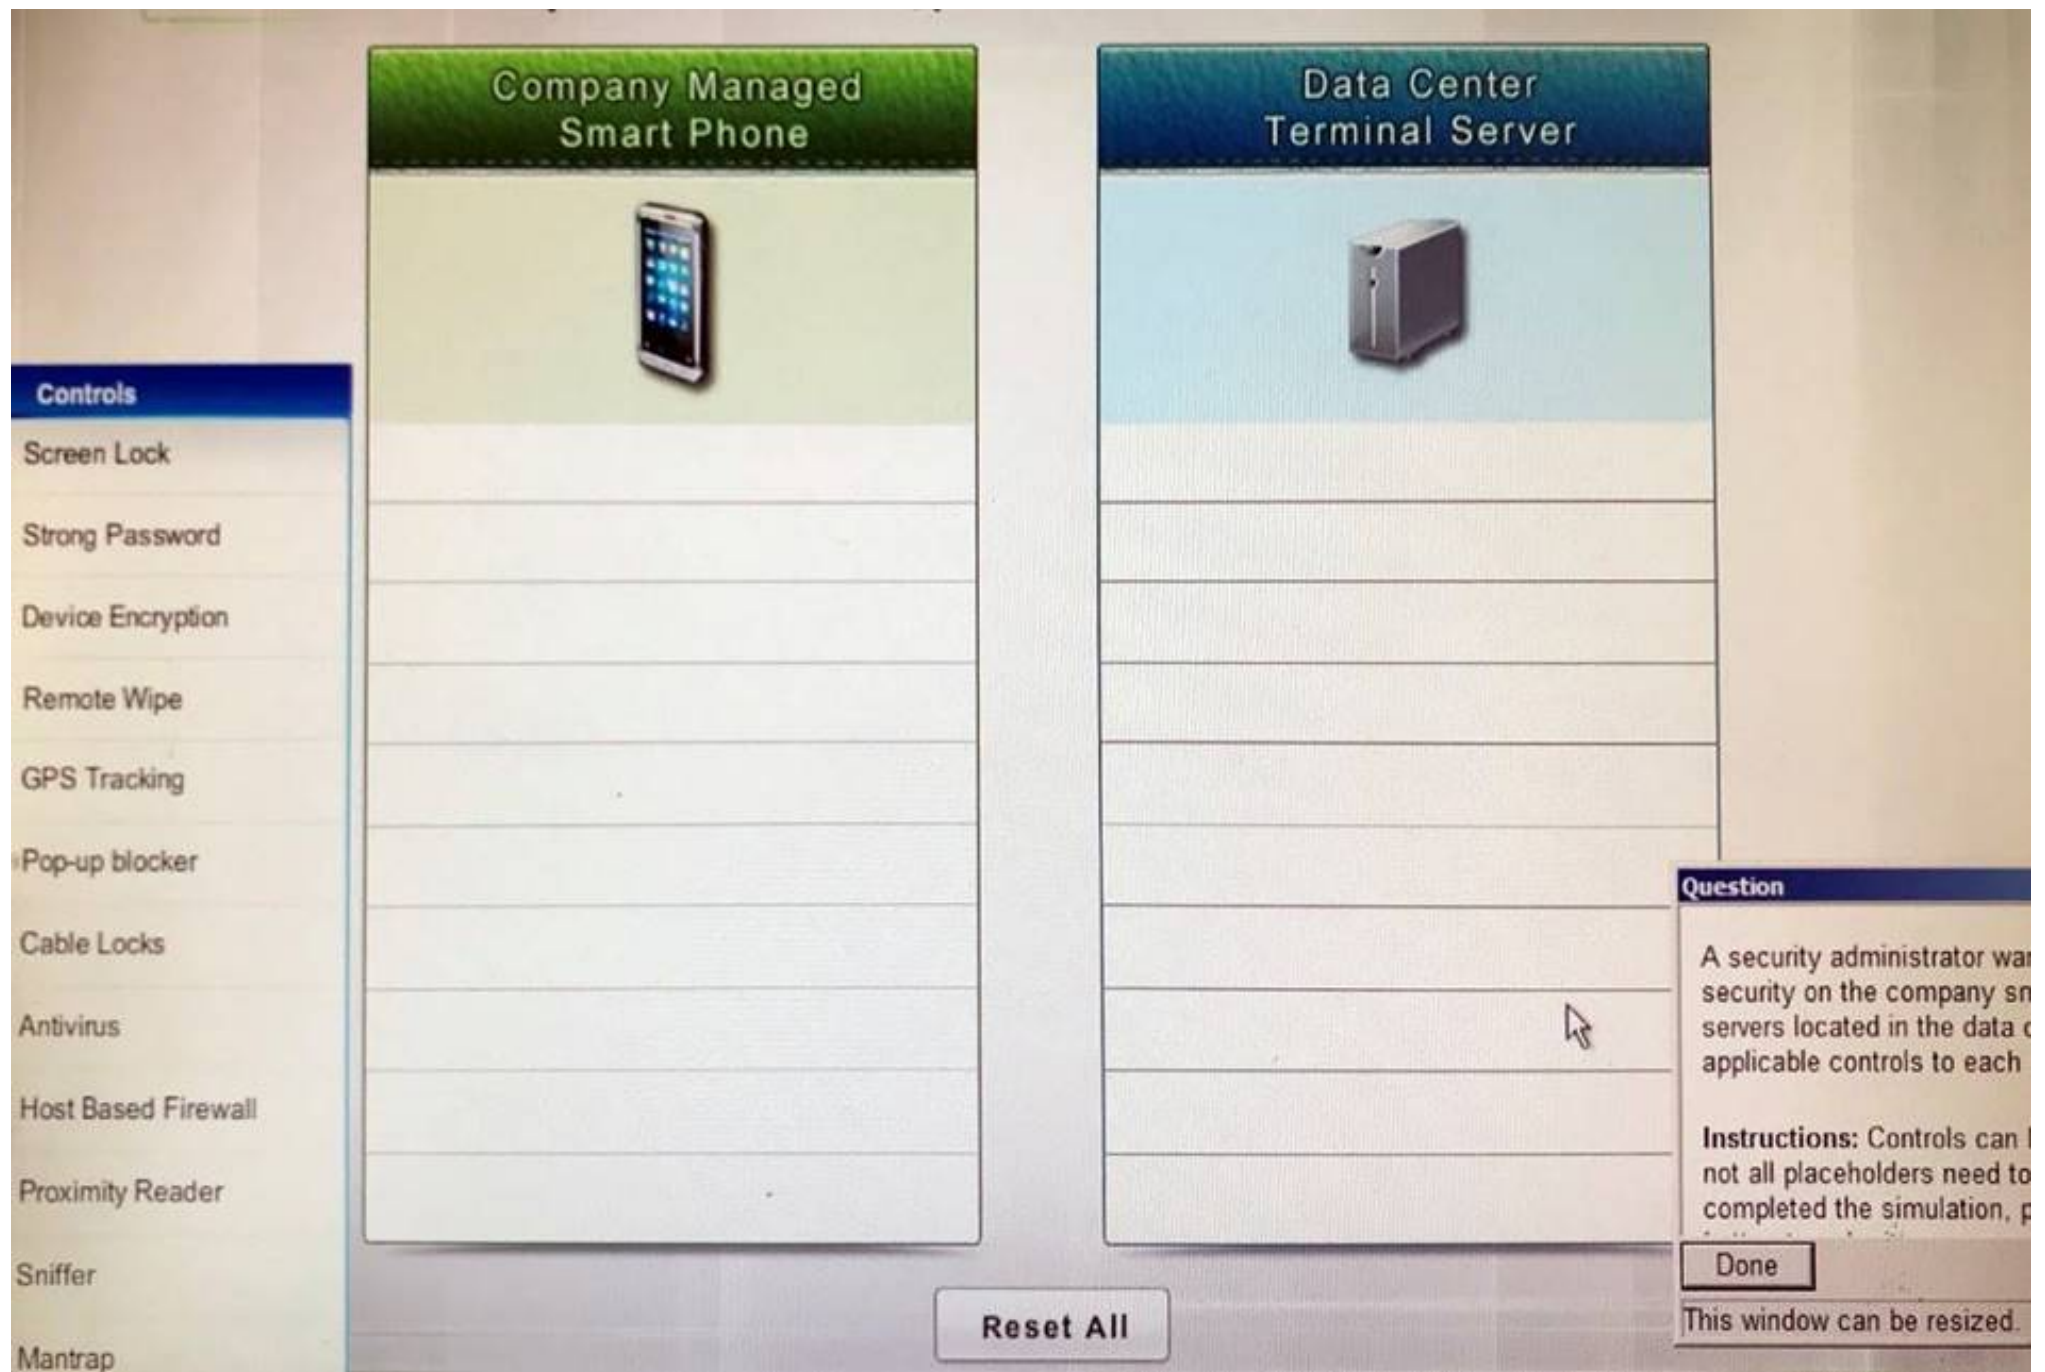 Company Managed
Smart Phone
Data Center
Terminal Server
Controls
Screen Lock
Strong Password
Device Encryption
Remote Wipe
GPS Tracking
Pop-up blocker
Cable Locks
Antivirus
Host Based Firewall
Proximity Reader
Sniffer
Mantrap
Question
A security administrator
security on the company
servers located in the data
applicable controls to each
Instructions: Controls can
not all placeholders need to
completed the simulation,
Done
This window can be resized.
Reset All